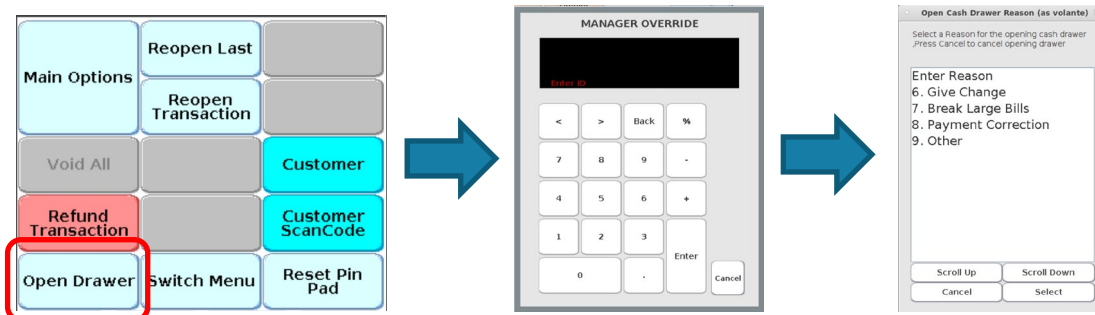 Main Options
Reopen Last
Reopen
Transaction
Void All
Customer
Refund
Transaction
Customer
ScanCode
Open Drawer
Switch Menu
Reset Pin
Pad
MANAGER OVERRIDE
Enter ID
< > Back %
7 8 9 -
4 5 6 +
1 2 3
Enter
0 .
Cancel
Open Cash Drawer Reason (as volante)
Select a Reason for the opening cash drawer
,Press Cancel to cancel opening drawer
Enter Reason
6. Give Change
7. Break Large Bills
8. Payment Correction
9. Other
Scroll Up Scroll Down
Cancel Select